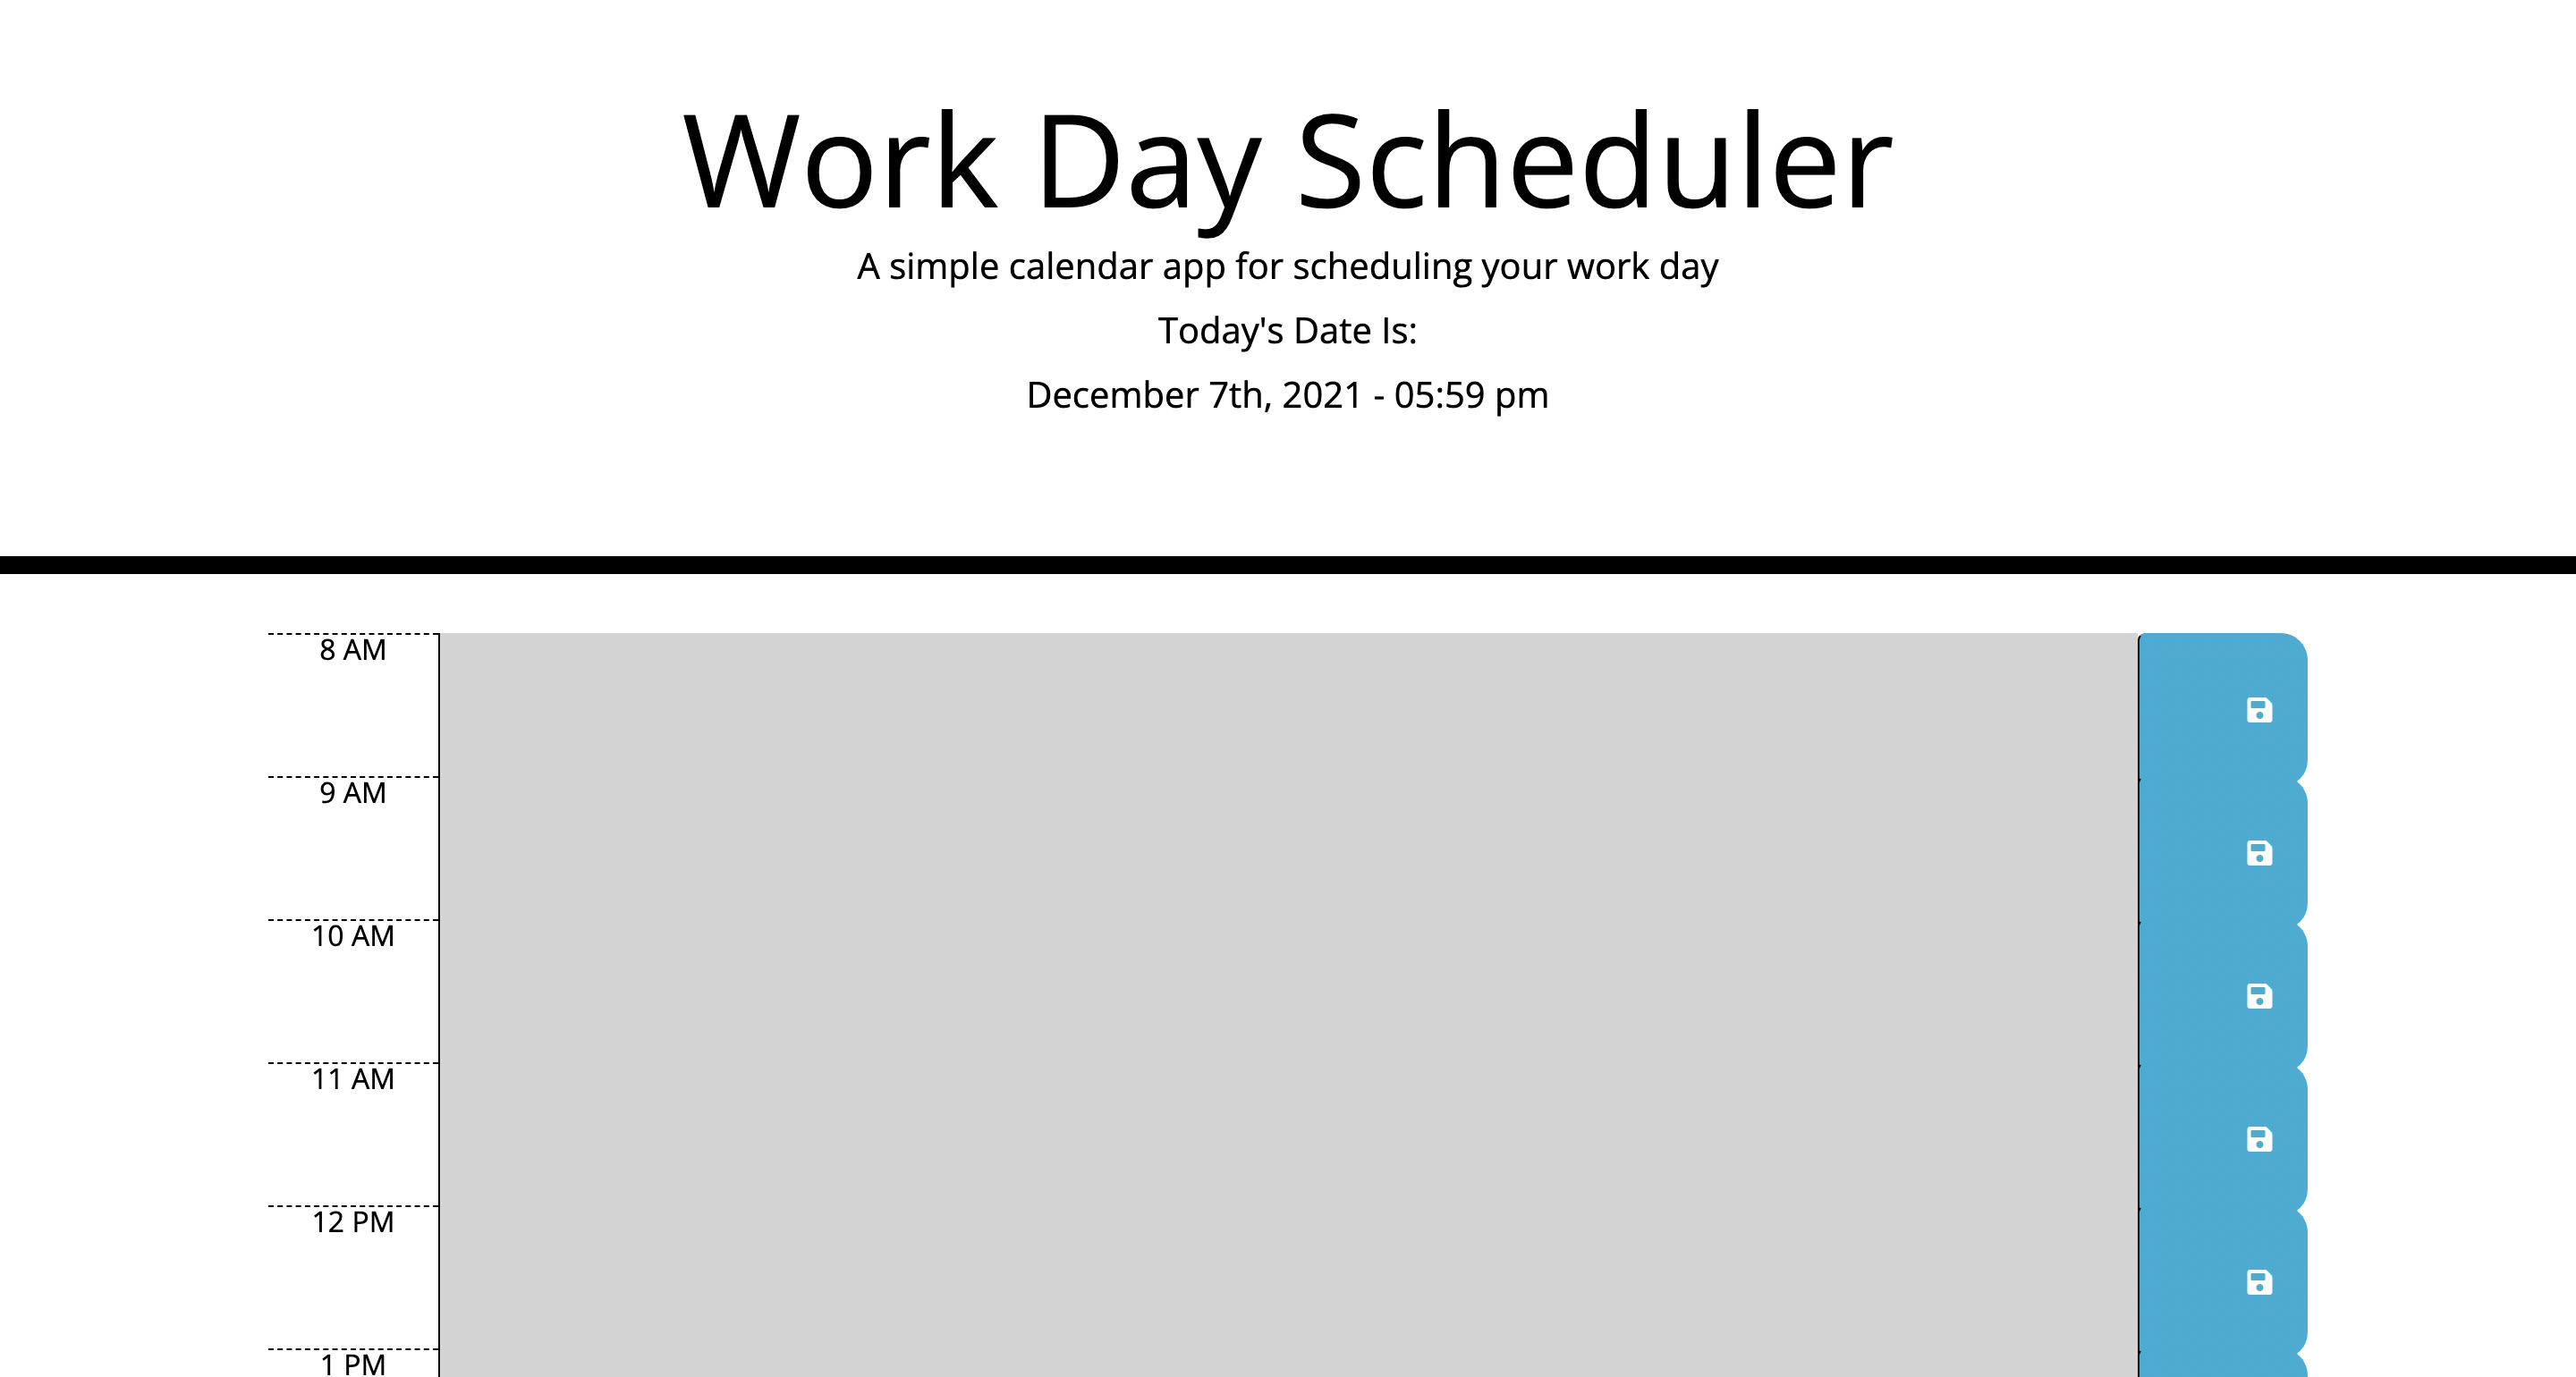 Work Day Scheduler
A simple calendar app for scheduling your work day
Today's Date Is:
December 7th, 2021 - 05:59 pm
8 AM
9 AM
10 AM
11 AM
12 PM
1 PM